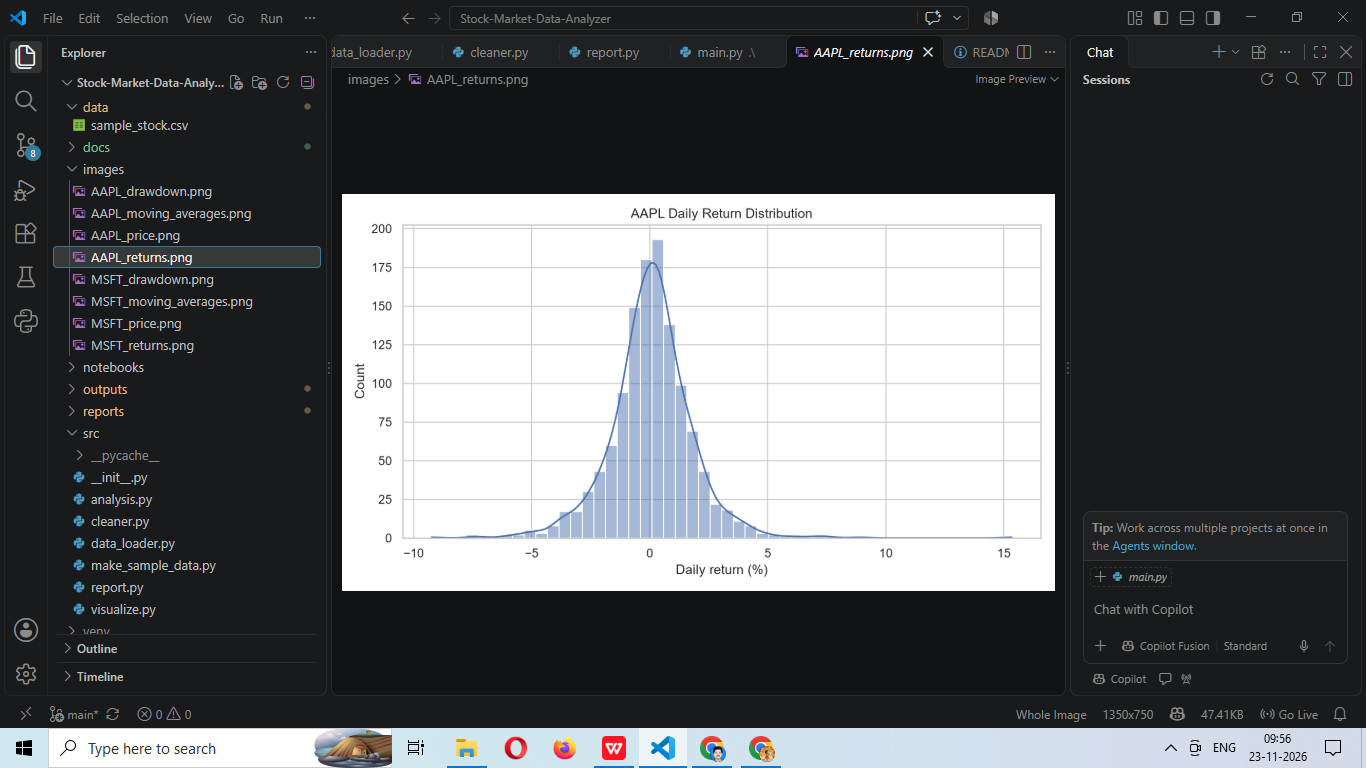 File Edit Selection View Go Run ···
Stock-Market-Data-Analyzer
Explorer
Stock-Market-Data-Analy...
data
sample_stock.csv
docs
images
AAPL_drawdown.png
AAPL_moving_averages.png
AAPL_price.png
AAPL_returns.png
MSFT_drawdown.png
MSFT_moving_averages.png
MSFT_price.png
MSFT_returns.png
notebooks
outputs
reports
src
__pycache__
__init__.py
analysis.py
cleaner.py
data_loader.py
make_sample_data.py
report.py
visualize.py
venv
Outline
Timeline
data_loader.py cleaner.py report.py main.py .\ AAPL_returns.png READN
images > AAPL_returns.png
Image Preview
AAPL Daily Return Distribution
200
175
150
125
100
75
50
25
0
Count
−10 −5 0 5 10 15
Daily return (%)
Chat
Sessions
Tip: Work across multiple projects at once in
the Agents window.
main.py
Chat with Copilot
Copilot Fusion Standard
Copilot
8
main* 0 0
Whole Image 1350x750 47.41KB Go Live
Type here to search
W
ENG
09:56
23-11-2026